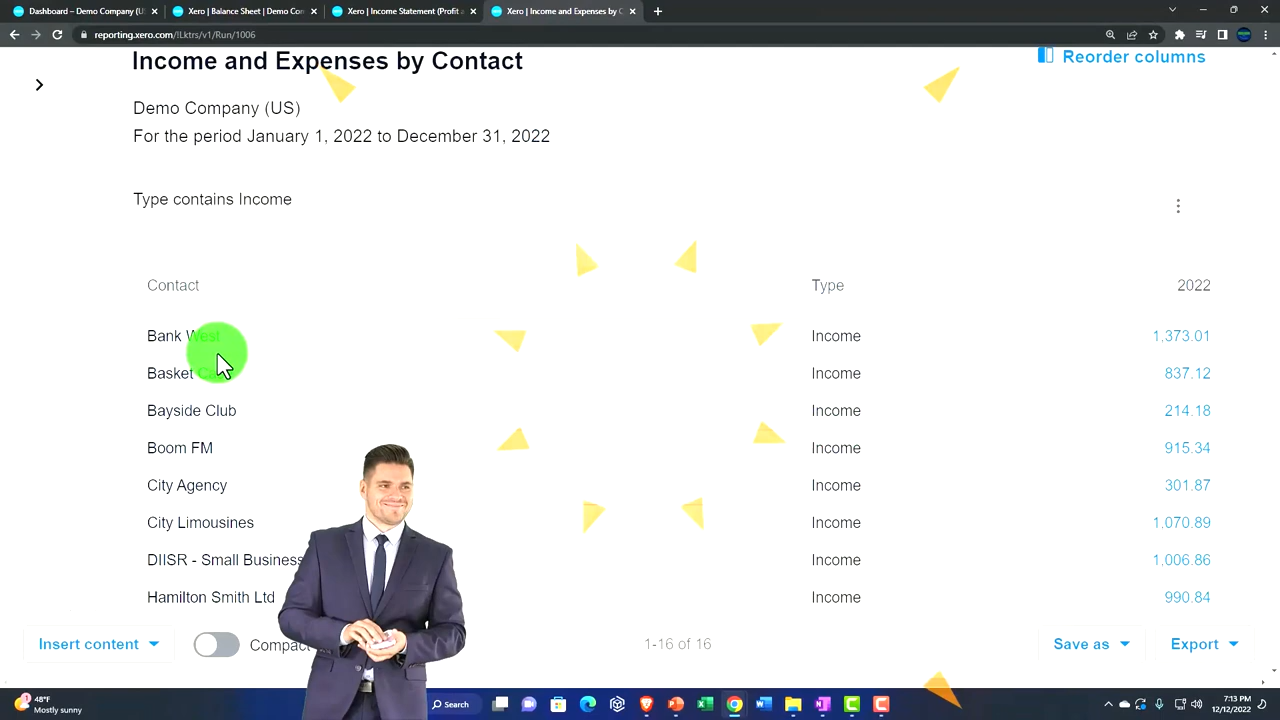 Dashboard – Demo Company (U
Xero | Balance Sheet | Demo Con
Xero | Income Statement (Profit a
Xero | Income and Expenses by C
reporting.xero.com/!Lktrs/v1/Run/1006
Income and Expenses by Contact
Reorder columns
Demo Company (US)
For the period January 1, 2022 to December 31, 2022
Type contains Income
Contact Type 2022
Bank West Income 1,373.01
Basket Income 837.12
Bayside Club Income 214.18
Boom FM Income 915.34
City Agency Income 301.87
City Limousines Income 1,070.89
DIISR - Small Business Income 1,006.86
Hamilton Smith Ltd Income 990.84
Insert content Compac 1-16 of 16 Save as Export
48°F
Mostly sunny
Search
7:13 PM
12/12/2022